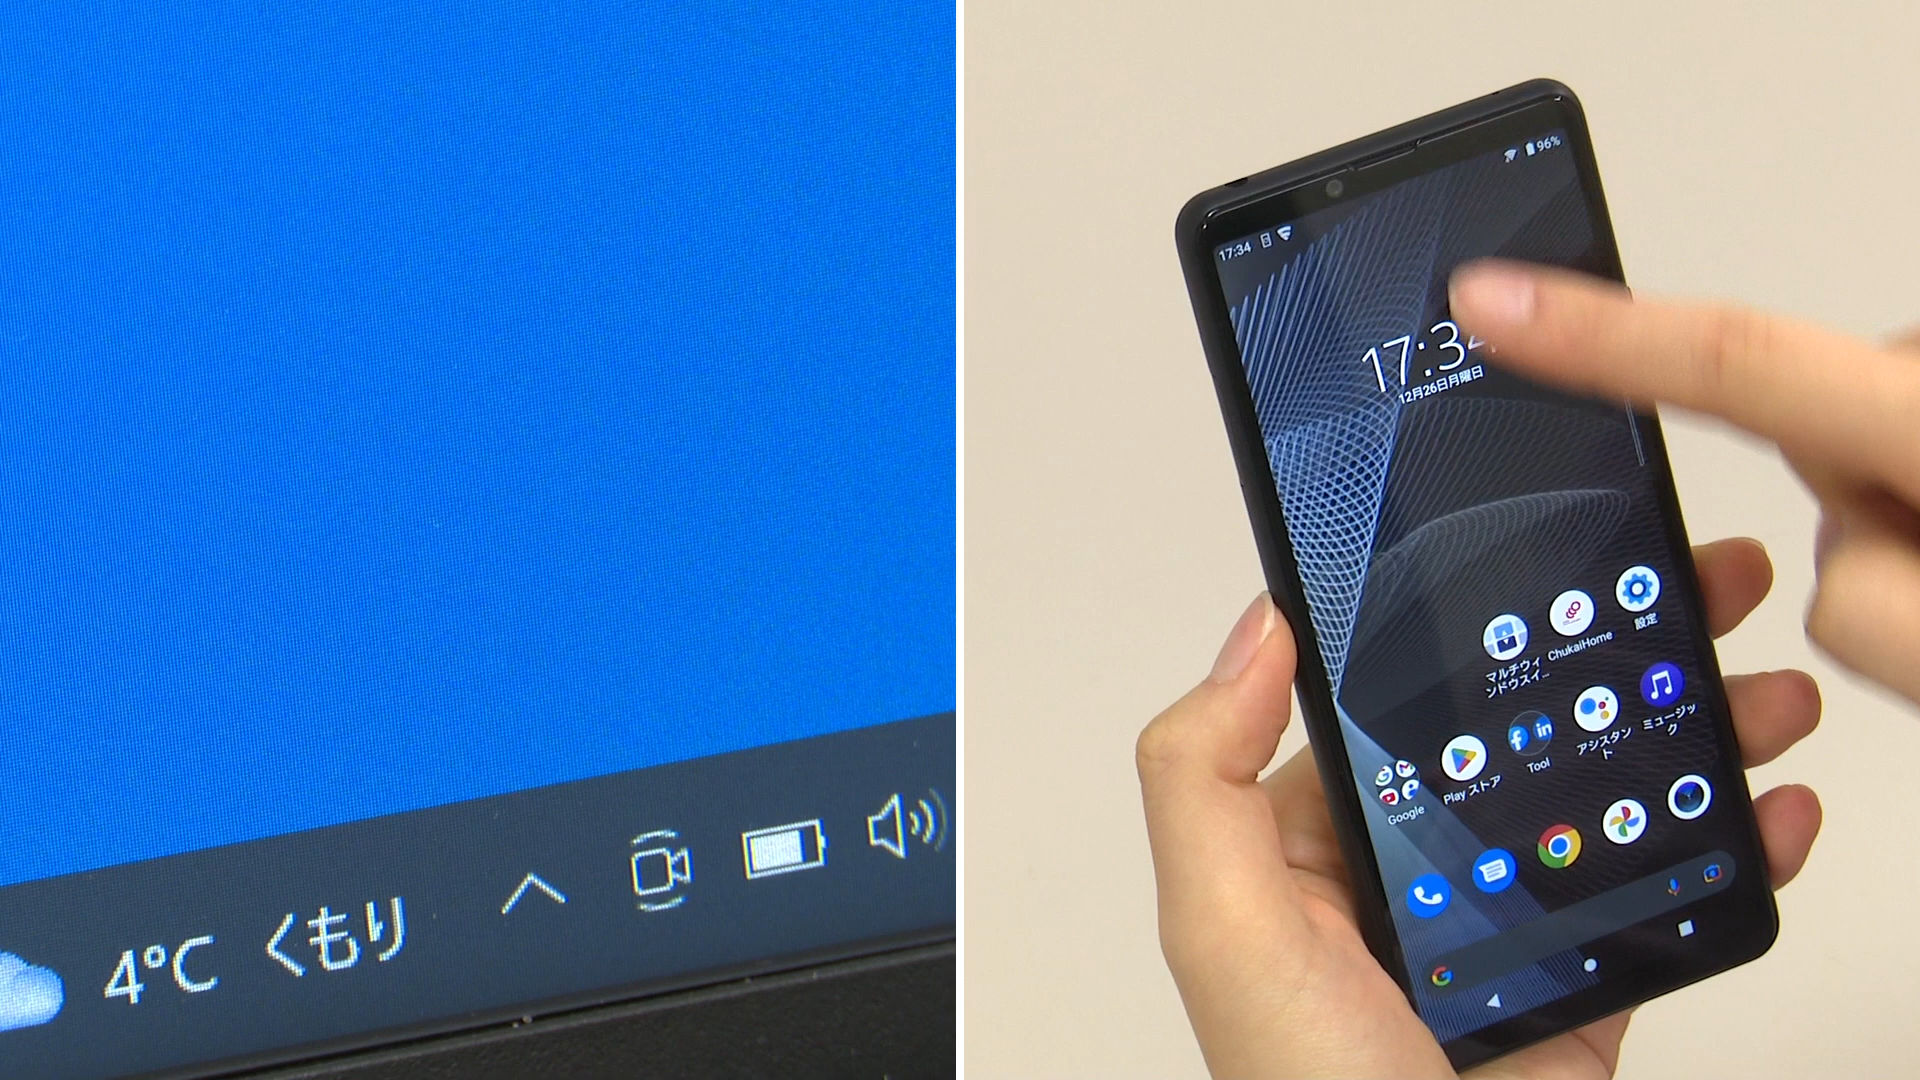 4°C くもり
96%
17:34
17:34
12月26日月曜日
設定
ChukaiHome
マルチウィ
ンドウスイ...
ミュージッ
ク
アシスタン
ト
Tool
Play ストア
Google